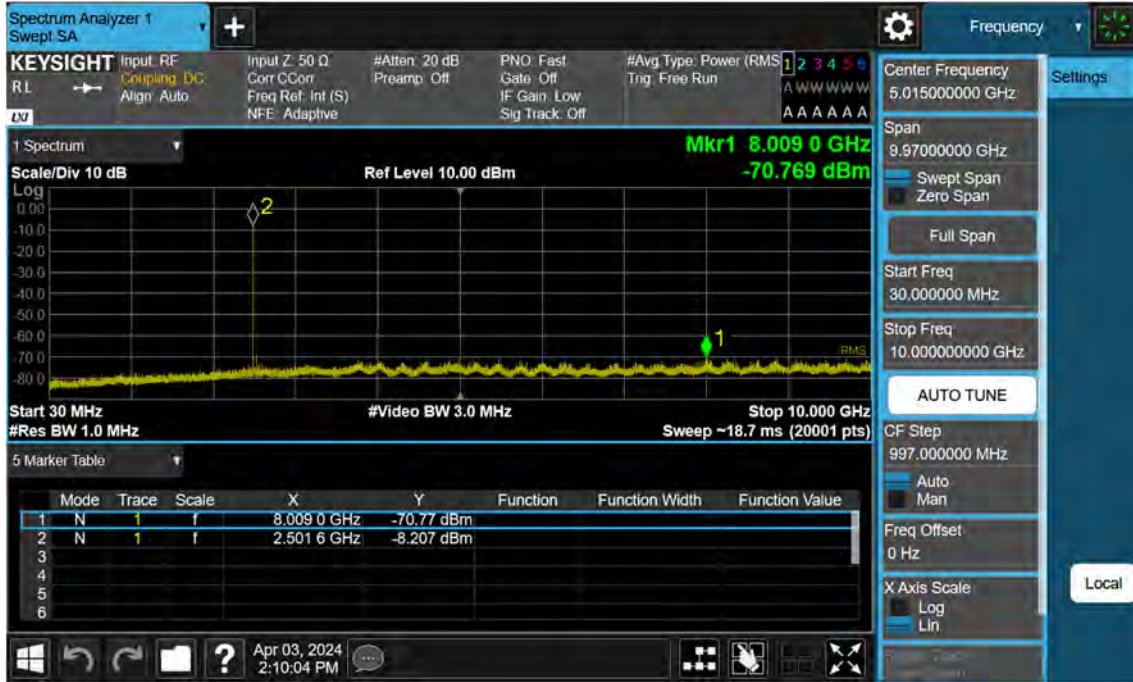 Spectrum Analyzer 1
Swept SA
+
Frequency
KEYSIGHT
RL
LXI
Input: RF
Coupling: DC
Align: Auto
Input Z: 50 Ω
Corr CCorr
Freq Ref: Int (S)
NFE: Adaptive
#Atten: 20 dB
Preamp: Off
PNO: Fast
Gate: Off
IF Gain: Low
Sig Track: Off
#Avg Type: Power (RMS
Trig: Free Run
1 2 3 4 5 6
A W W W W W
A A A A A A
1 Spectrum
Scale/Div 10 dB
Ref Level 10.00 dBm
Mkr1 8.009 0 GHz
-70.769 dBm
Log
0.00
-10.0
-20.0
-30.0
-40.0
-50.0
-60.0
-70.0
-80.0
2
1
RMS
Start 30 MHz
#Video BW 3.0 MHz
Stop 10.000 GHz
#Res BW 1.0 MHz
Sweep ~18.7 ms (20001 pts)
5 Marker Table
Mode Trace Scale X Y Function Function Width Function Value
1 N 1 f 8.009 0 GHz -70.77 dBm
2 N 1 f 2.501 6 GHz -8.207 dBm
3
4
5
6
Center Frequency
5.015000000 GHz
Span
9.97000000 GHz
Swept Span
Zero Span
Full Span
Start Freq
30.000000 MHz
Stop Freq
10.000000000 GHz
AUTO TUNE
CF Step
997.000000 MHz
Auto
Man
Freq Offset
0 Hz
X Axis Scale
Log
Lin
Settings
Local
?
Apr 03, 2024
2:10:04 PM